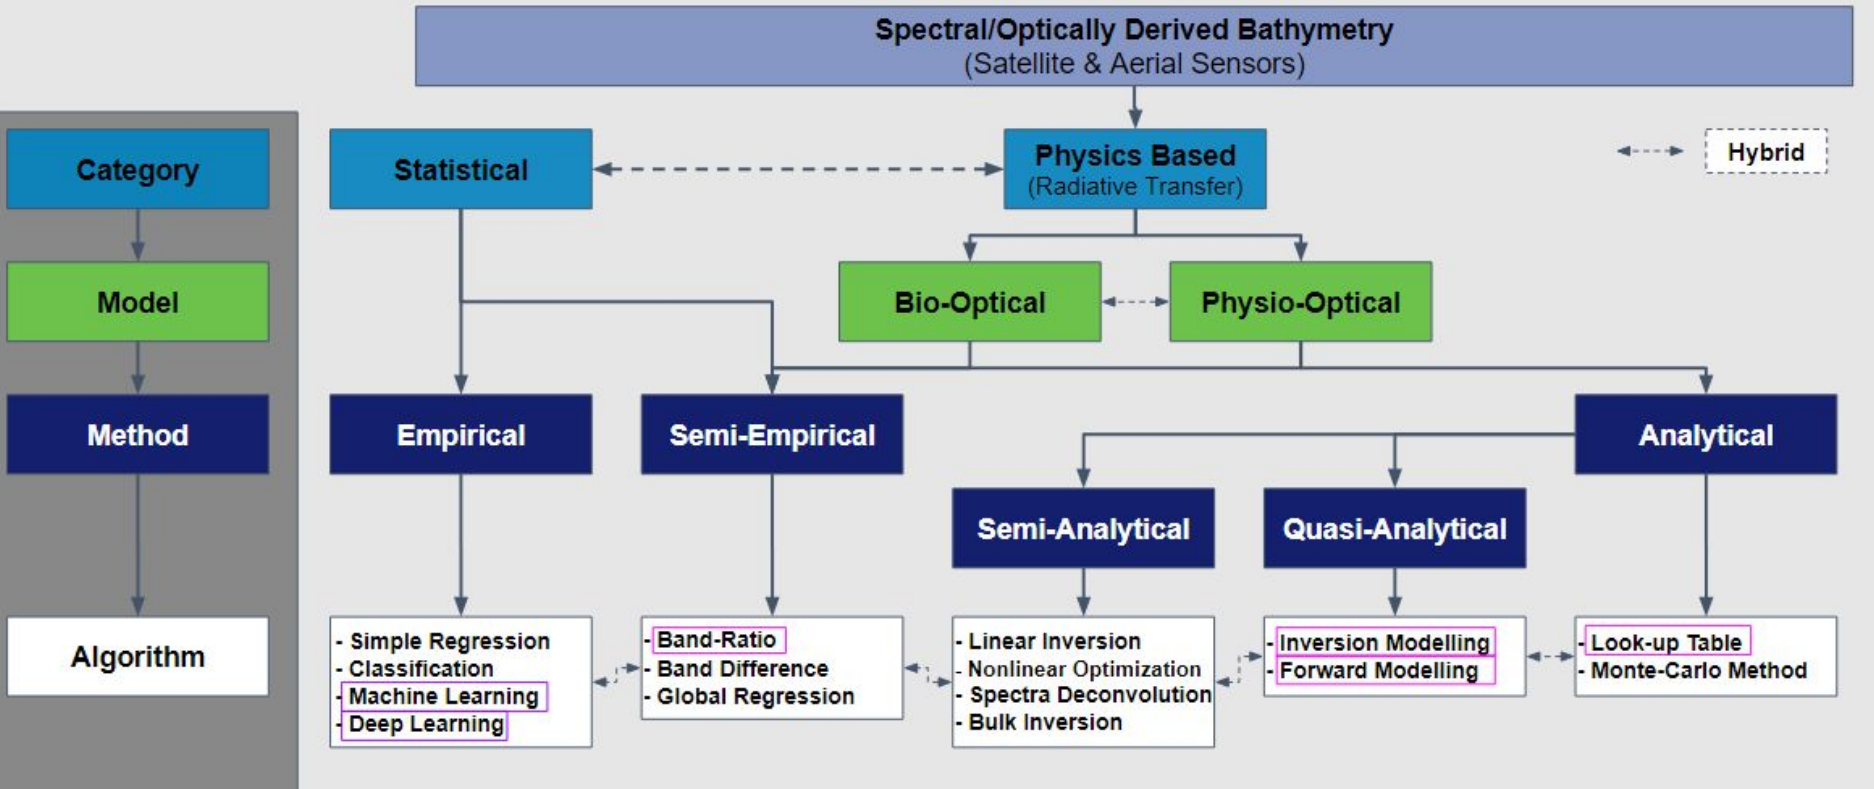 Spectral/Optically Derived Bathymetry
(Satellite & Aerial Sensors)
Category
Statistical
Physics Based
(Radiative Transfer)
Hybrid
Model
Bio-Optical
Physio-Optical
Method
Empirical
Semi-Empirical
Analytical
Semi-Analytical
Quasi-Analytical
Algorithm
- Simple Regression
- Classification
- Machine Learning
- Deep Learning
- Band-Ratio
- Band Difference
- Global Regression
- Linear Inversion
- Nonlinear Optimization
- Spectra Deconvolution
- Bulk Inversion
- Inversion Modelling
- Forward Modelling
- Look-up Table
- Monte-Carlo Method